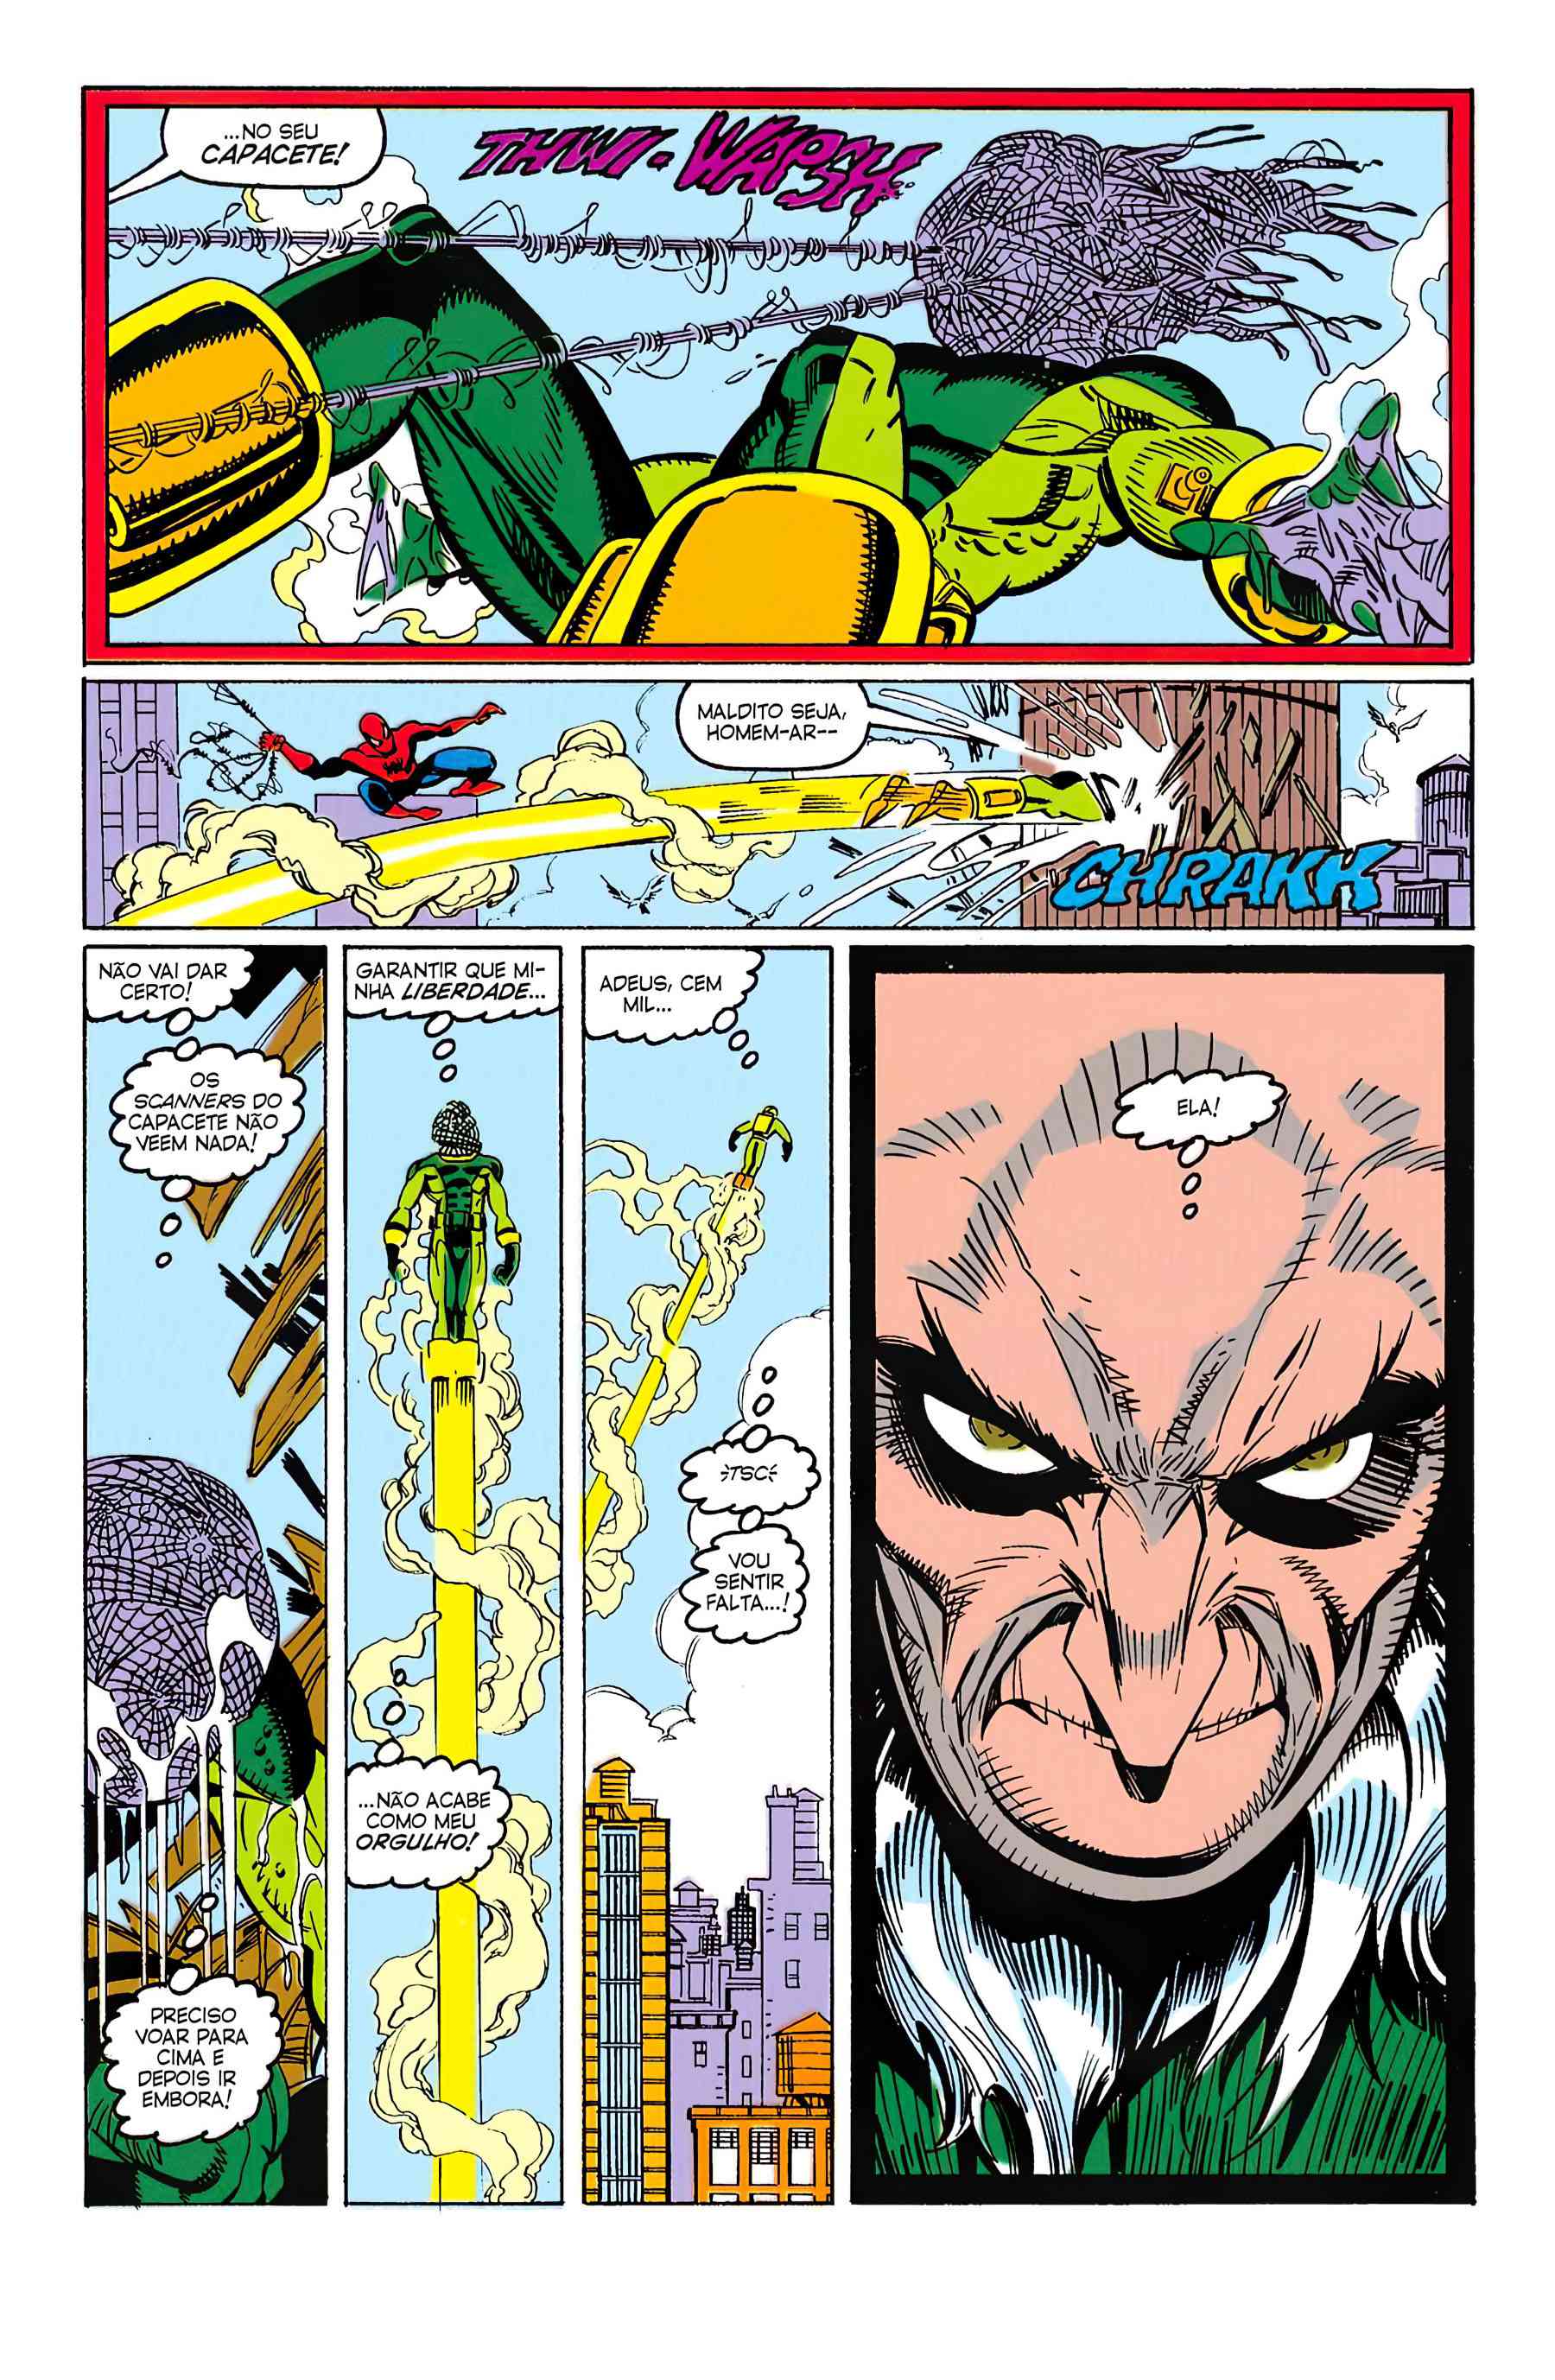 ...NO SEU
CAPACETE!
THWI-WAPSH
MALDITO SEJA,
HOMEM-AR--
CHRAKK
NÃO VAI DAR
CERTO!
OS
SCANNERS DO
CAPACETE NÃO
VEEM NADA!
PRECISO
VOAR PARA
CIMA E
DEPOIS IR
EMBORA!
GARANTIR QUE MI-
NHA LIBERDADE...
...NÃO ACABE
COMO MEU
ORGULHO!
ADEUS, CEM
MIL...
TSC
VOU
SENTIR
FALTA...!
ELA!